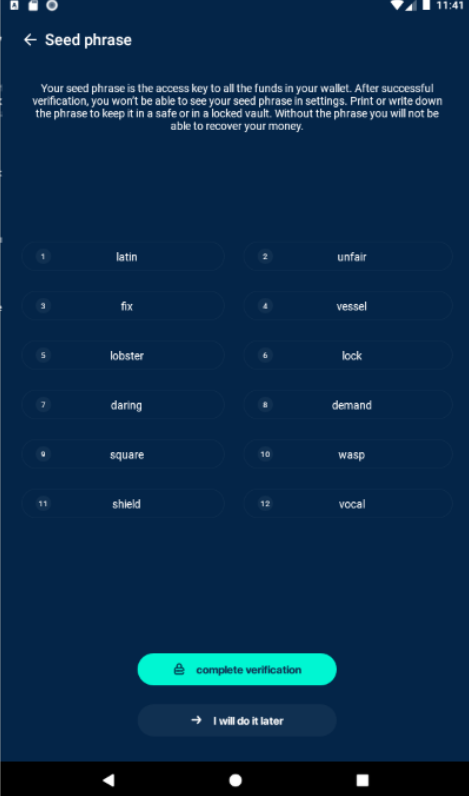 11:41
Seed phrase
Your seed phrase is the access key to all the funds in your wallet. After successful
verification, you won't be able to see your seed phrase in settings. Print or write down
the phrase to keep it in a safe or in a locked vault. Without the phrase you will not be
able to recover your money.
1 latin
2 unfair
3 fix
4 vessel
5 lobster
6 lock
7 daring
8 demand
9 square
10 wasp
11 shield
12 vocal
complete verification
I will do it later